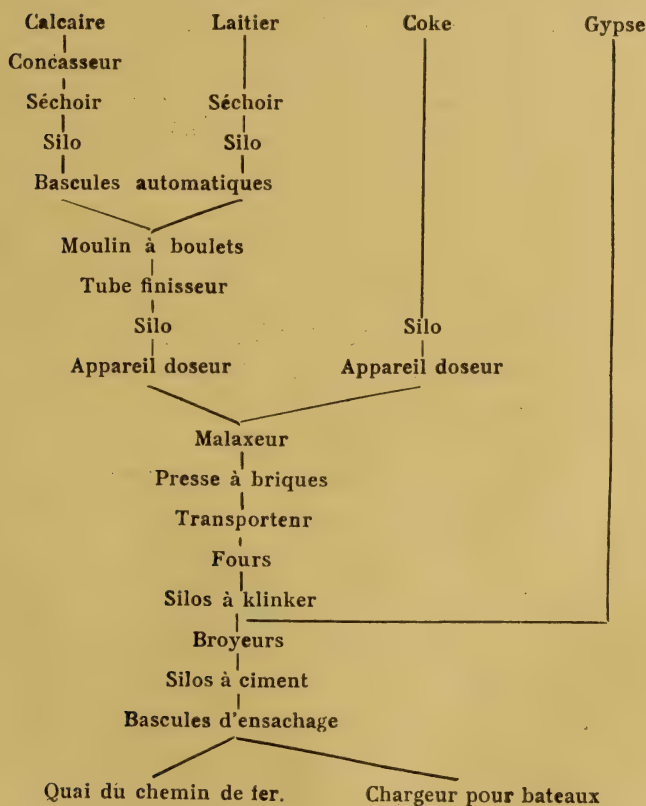 Calcaire Laitier Coke Gypse
Concasseur
Séchoir Séchoir
Silo Silo
Bascules automatiques
Moulin à boulets
Tube finisseur
Silo Silo
Appareil doseur Appareil doseur
Malaxeur
Presse à briques
Transportenr
Fours
Silos à klinker
Broyeurs
Silos à ciment
Bascules d'ensachage
Quai du chemin de fer. Chargeur pour bateaux